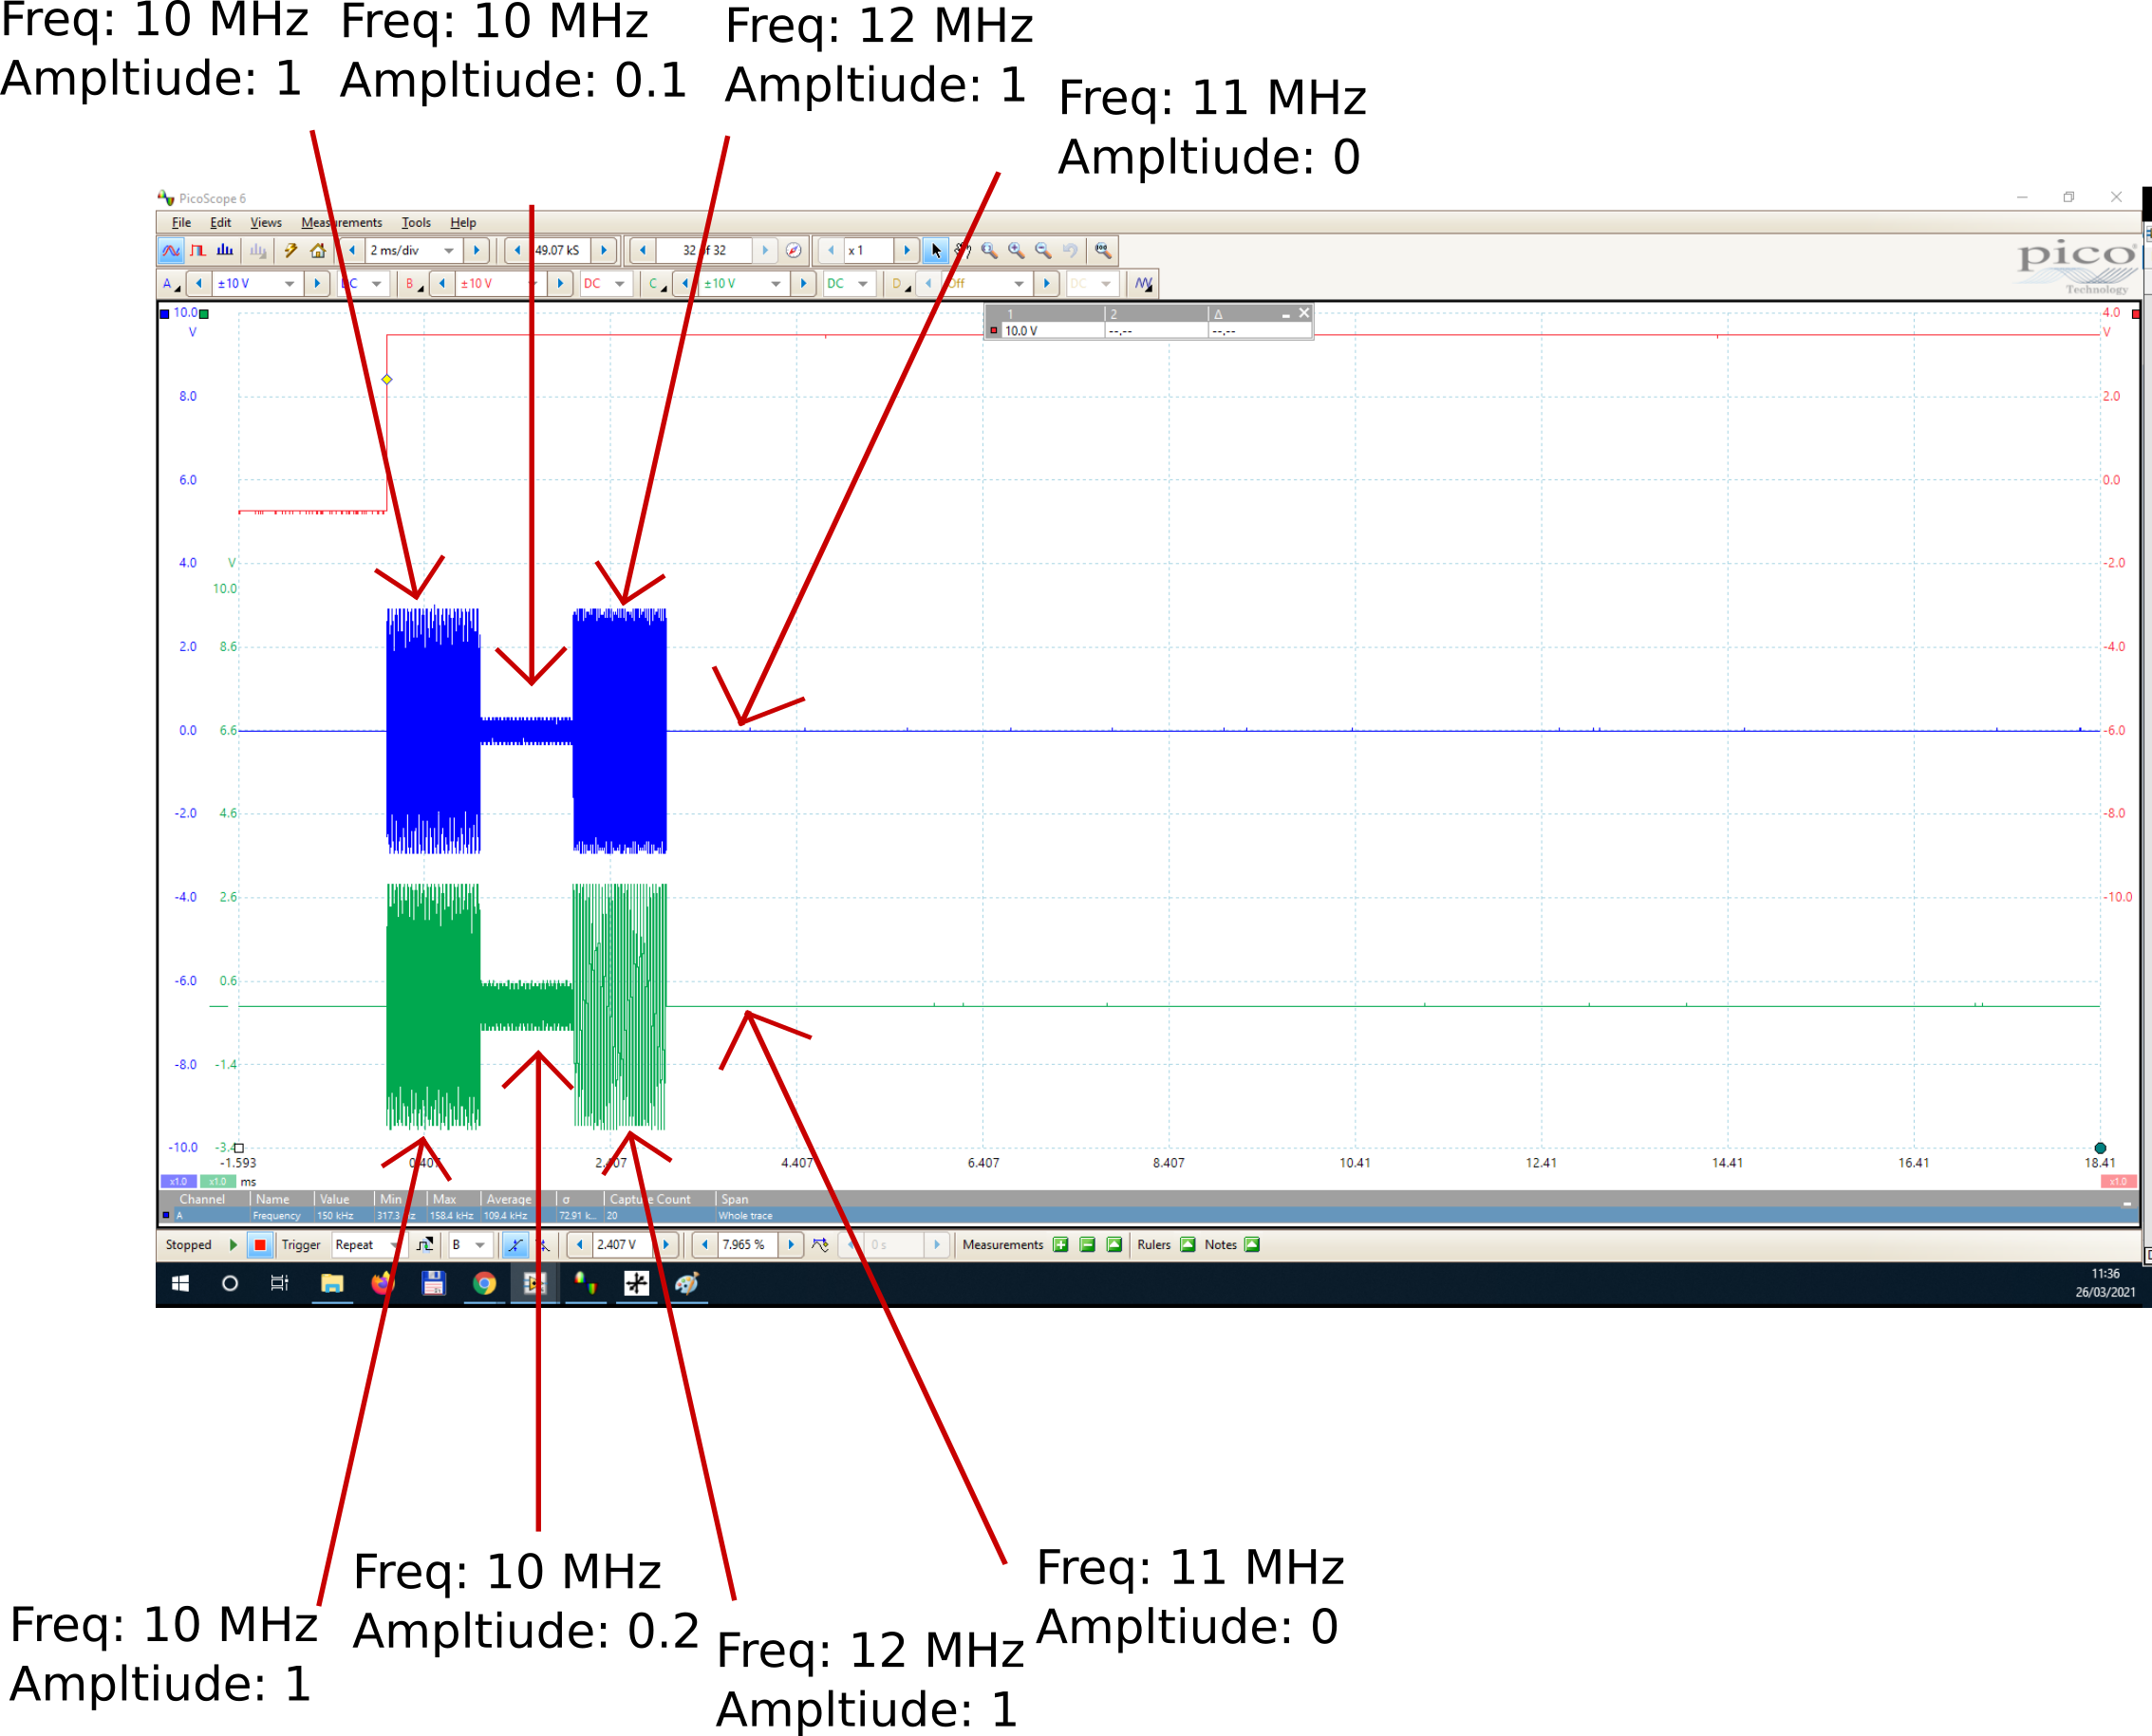 Freq: 10 MHz
Ampltiude: 1
Freq: 10 MHz
Ampltiude: 0.1
Freq: 12 MHz
Ampltiude: 1
Freq: 11 MHz
Ampltiude: 0
PicoScope 6
File Edit Views Measurements Tools Help
2 ms/div 49.07 kS 32 of 32 x 1
pico
Technology
A ±10 V DC B ±10 V DC C ±10 V DC D Off DC
10.0
V
4.0
V
1 2 Δ
10.0 V --.-- --.--
8.0
2.0
6.0
0.0
4.0
V
-2.0
10.0
2.0
8.6
-4.0
0.0
6.6
-6.0
-2.0
4.6
-8.0
-4.0
2.6
-10.0
-6.0
0.6
-8.0
-1.4
-10.0
-3.4
-1.593 0.407 2.407 4.407 6.407 8.407 10.41 12.41 14.41 16.41 18.41
x1.0 x1.0 ms x1.0
Channel Name Value Min Max Average σ Capture Count Span
A Frequency 150 kHz 158.4 kHz 109.4 kHz 72.91 k... 20 Whole trace
Stopped Trigger Repeat B 2.407 V 7.965 % 0 s Measurements Rulers Notes
11:36
26/03/2021
Freq: 10 MHz
Ampltiude: 1
Freq: 10 MHz
Ampltiude: 0.2
Freq: 12 MHz
Ampltiude: 1
Freq: 11 MHz
Ampltiude: 0